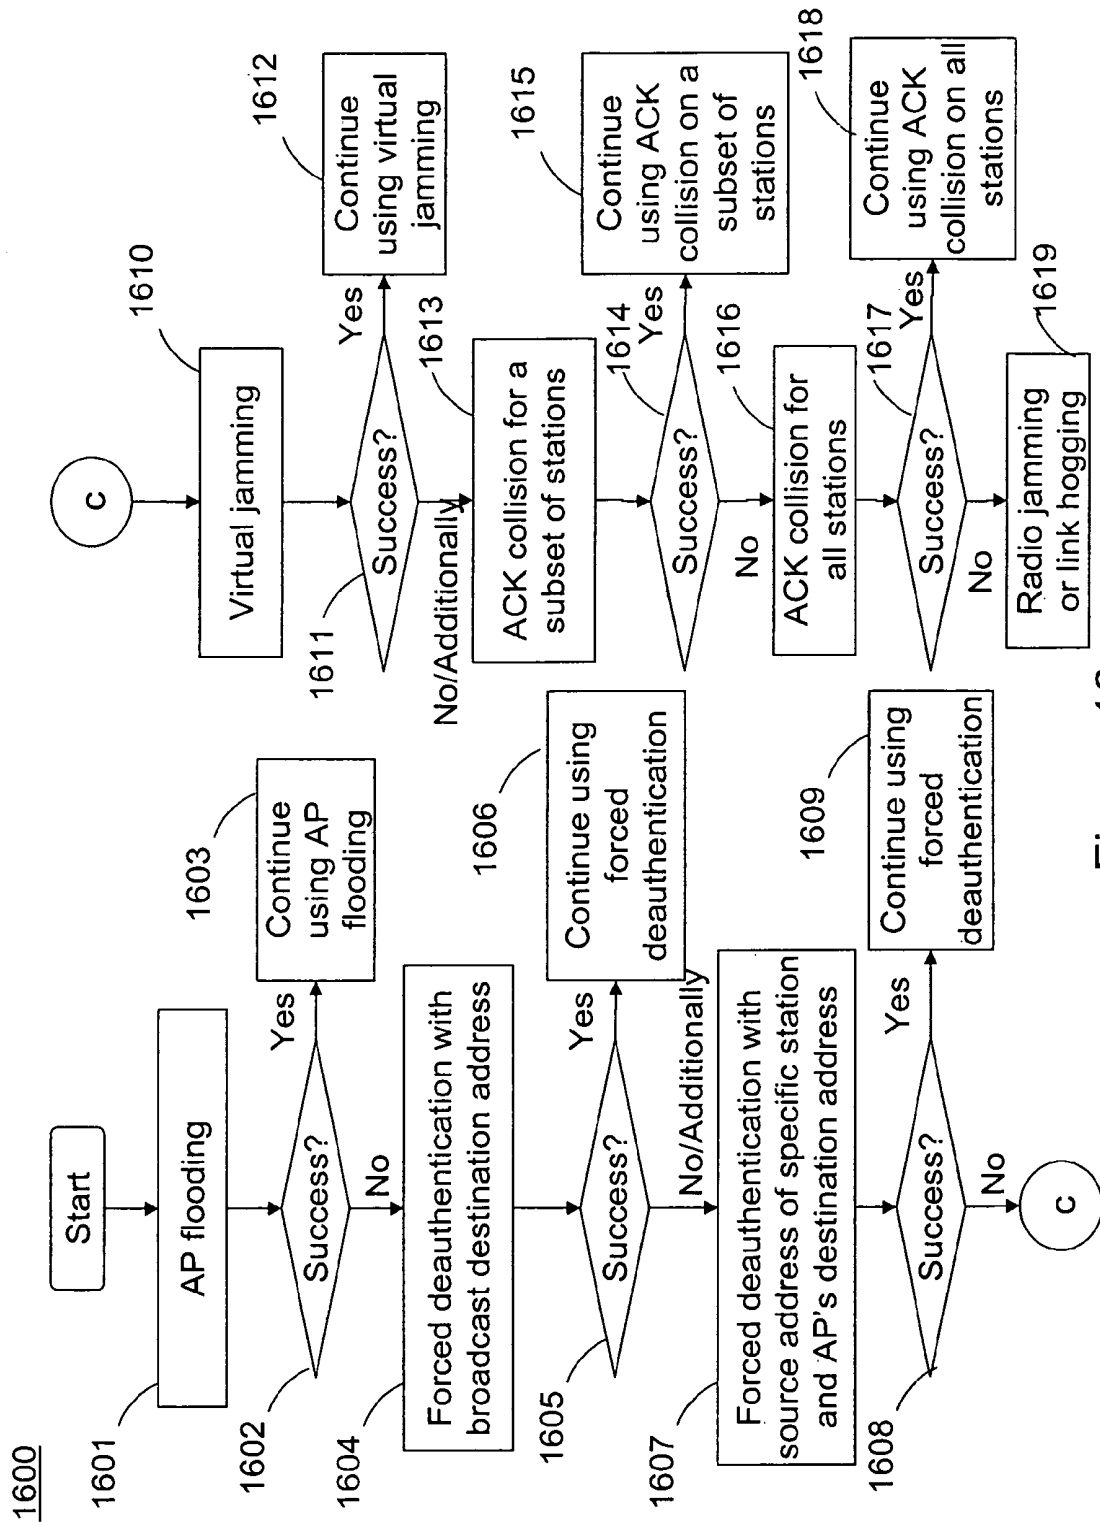 1600
Start
1601
AP flooding
1602
Success?
Yes
1603
Continue
using AP
flooding
No
1604
Forced deauthentication with
broadcast destination address
1605
Success?
Yes
1606
Continue using
forced
deauthentication
No/Additionally
1607
Forced deauthentication with
source address of specific station
and AP's destination address
1608
Success?
Yes
1609
Continue using
forced
deauthentication
No
C
C
1610
Virtual jamming
1611
Success?
Yes
1612
Continue
using virtual
jamming
No/Additionally
1613
ACK collision for a
subset of stations
1614
Success?
Yes
1615
Continue
using ACK
collision on a
subset of
stations
No
1616
ACK collision for
all stations
1617
Success?
Yes
1618
Continue
using ACK
collision on all
stations
No
1619
Radio jamming
or link hogging